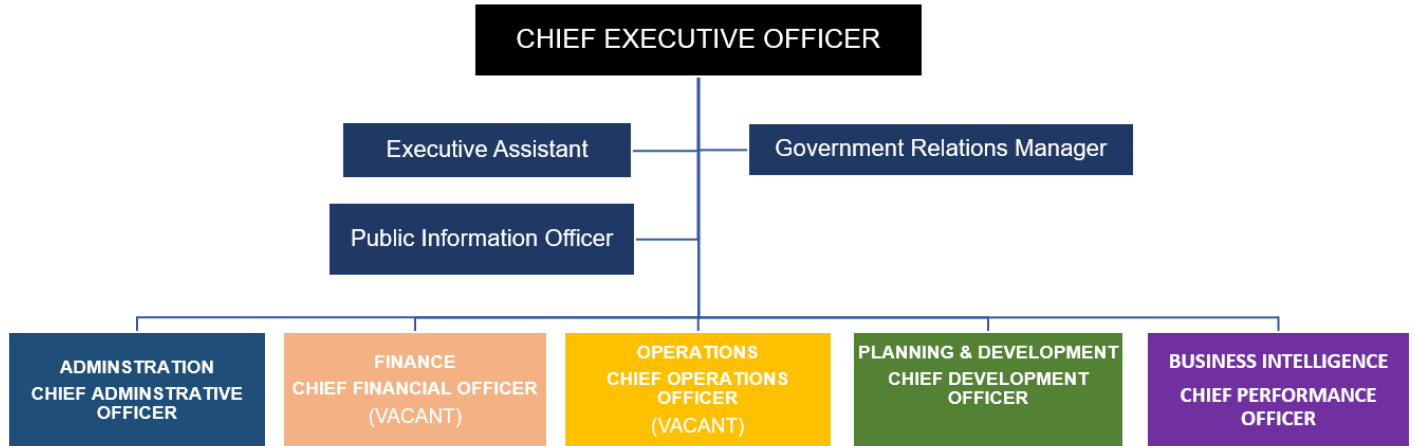 CHIEF EXECUTIVE OFFICER
Executive Assistant
Government Relations Manager
Public Information Officer
ADMINSTRATION
CHIEF ADMINSTRATIVE
OFFICER
FINANCE
CHIEF FINANCIAL OFFICER
(VACANT)
OPERATIONS
CHIEF OPERATIONS
OFFICER
(VACANT)
PLANNING & DEVELOPMENT
CHIEF DEVELOPMENT
OFFICER
BUSINESS INTELLIGENCE
CHIEF PERFORMANCE
OFFICER